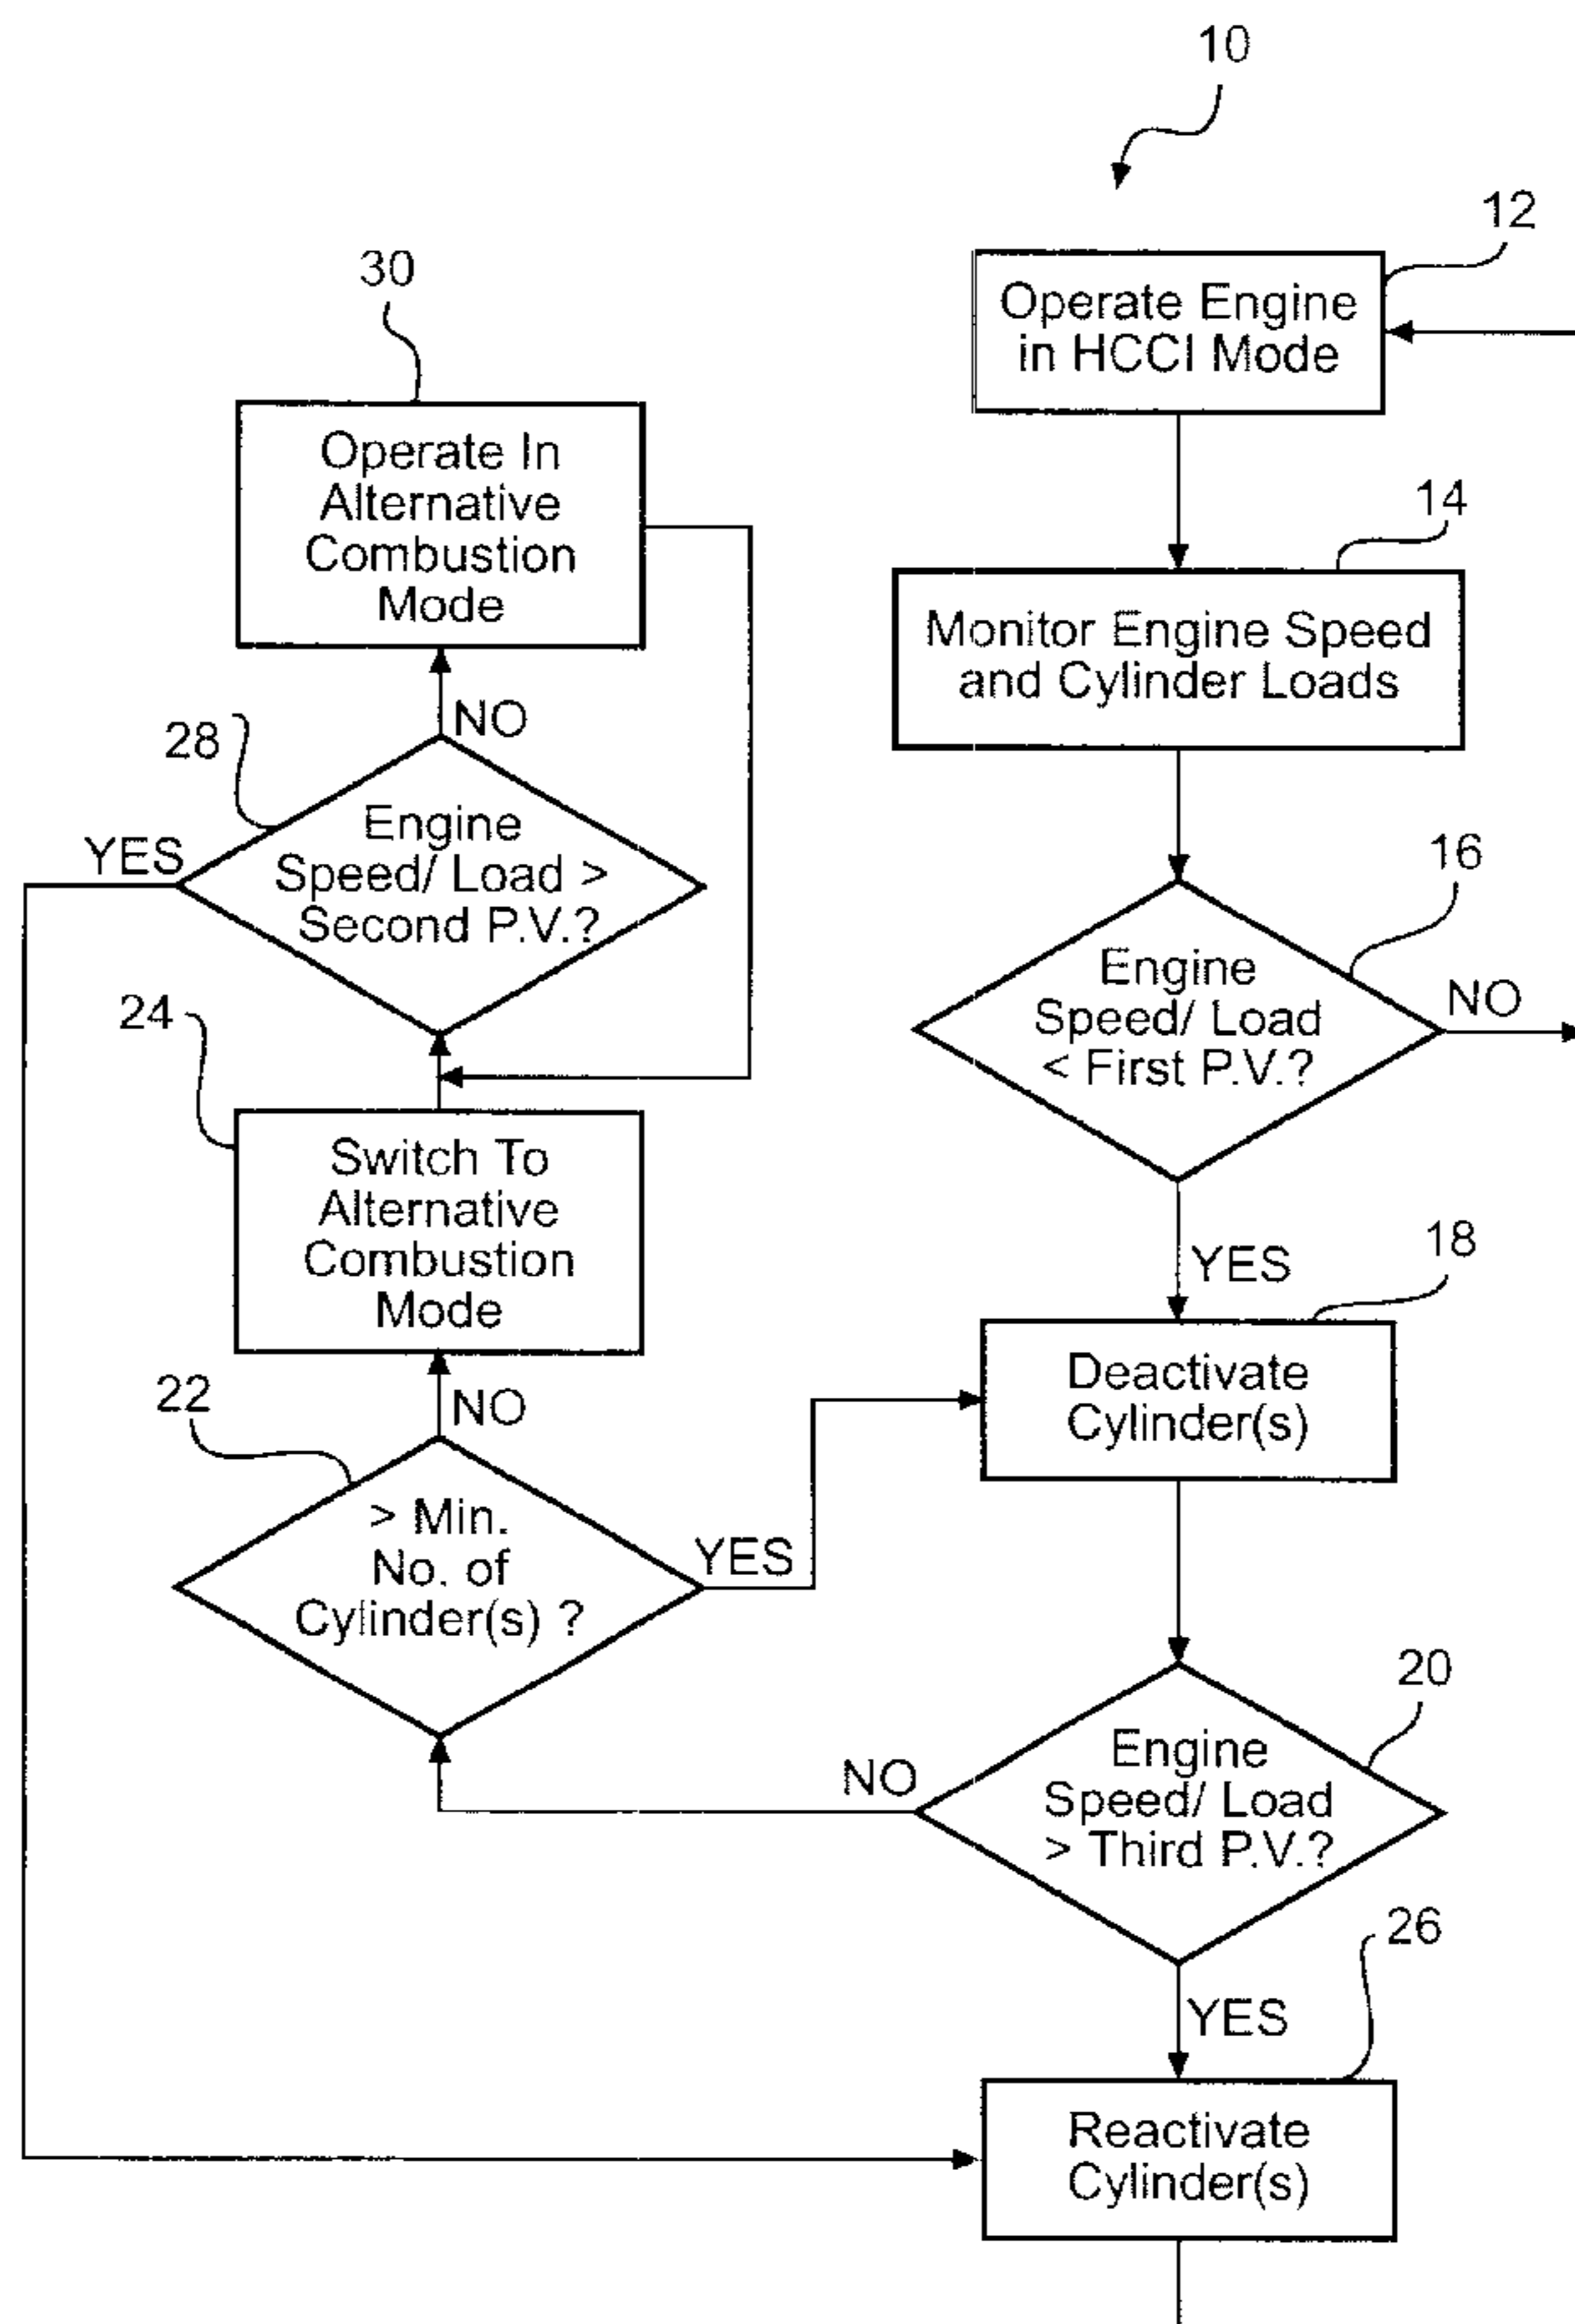 10
12
Operate Engine
in HCCI Mode
30
Operate In
Alternative
Combustion
Mode
14
Monitor Engine Speed
and Cylinder Loads
NO
28
YES
Engine
Speed/ Load >
Second P.V.?
16
Engine
Speed/ Load
< First P.V.?
NO
24
Switch To
Alternative
Combustion
Mode
YES
18
Deactivate
Cylinder(s)
22
NO
> Min.
No. of
Cylinder(s) ?
YES
20
Engine
Speed/ Load
> Third P.V.?
NO
26
YES
Reactivate
Cylinder(s)